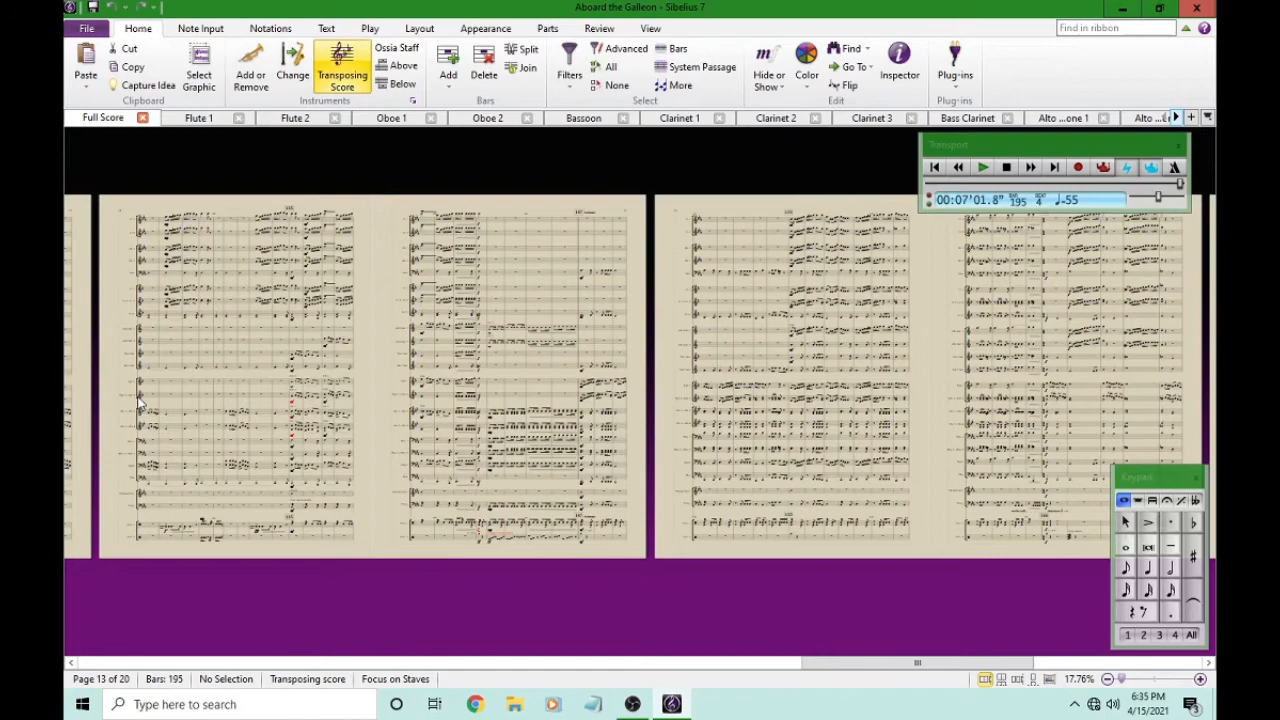 Aboard the Galleon - Sibelius 7
File Home Note Input Notations Text Play Layout Appearance Parts Review View Find in ribbon
Paste Cut Copy Capture Idea Select Graphic Clipboard
Add or Remove Change Transposing Score Ossia Staff Above Below Instruments
Add Delete Split Join Bars
Filters Advanced All None Bars System Passage More Select
Hide or Show Color Find Go To Flip Inspector Edit
Plug-ins Plug-ins
Full Score Flute 1 Flute 2 Oboe 1 Oboe 2 Bassoon Clarinet 1 Clarinet 2 Clarinet 3 Bass Clarinet Alto ...one 1
Transport
00:07'01.8" BAR 195 BEAT 4 =55
Keypad
1 2 3 4 All
Page 13 of 20 Bars: 195 No Selection Transposing score Focus on Staves 17.76%
Type here to search
6:35 PM
4/15/2021
3